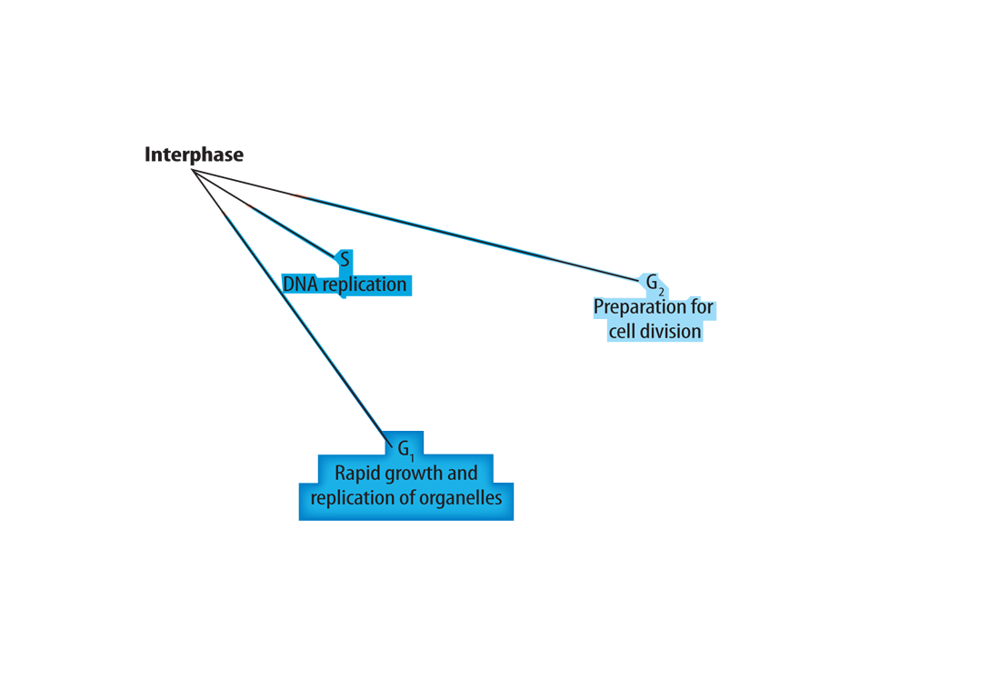 Interphase
S
DNA replication
G₂
Preparation for
cell division
G₁
Rapid growth and
replication of organelles